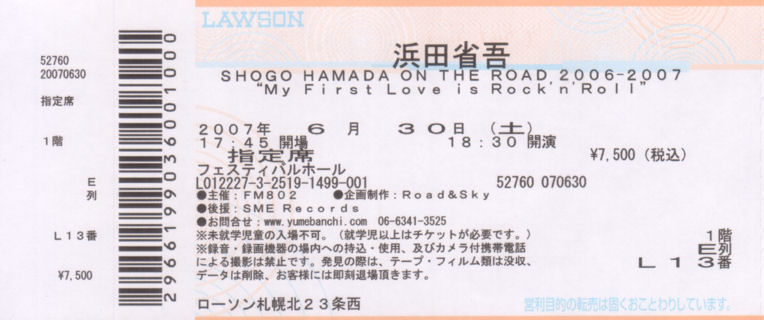 52760
20070630
指定席
1階
E
列
L13番
¥7,500
2966199036001000
LAWSON
浜田省吾
SHOGO HAMADA ON THE ROAD 2006-2007
"My First Love is Rock'n'Roll"
2007年 6月 30日 (土)
17:45 開場 18:30 開演
指定席 ¥7,500(税込)
フェスティバルホール
L012227-3-2519-1499-001 52760 070630
●主催:FM802 ●企画制作:Road&Sky
●後援:SME Records
●お問合せ:www.yumebanchi.com 06-6341-3525
※未就学児童の入場不可。(就学児以上はチケットが必要です。)
※録音・録画機器の場内への持込・使用、及びカメラ付携帯電話
による撮影は禁止です。発見の際は、テープ・フィルム類は没収、
データは削除、お客様には即刻退場頂きます。
1階
E列
L13番
ローソン札幌北23条西
営利目的の転売は固くおことわりしています。